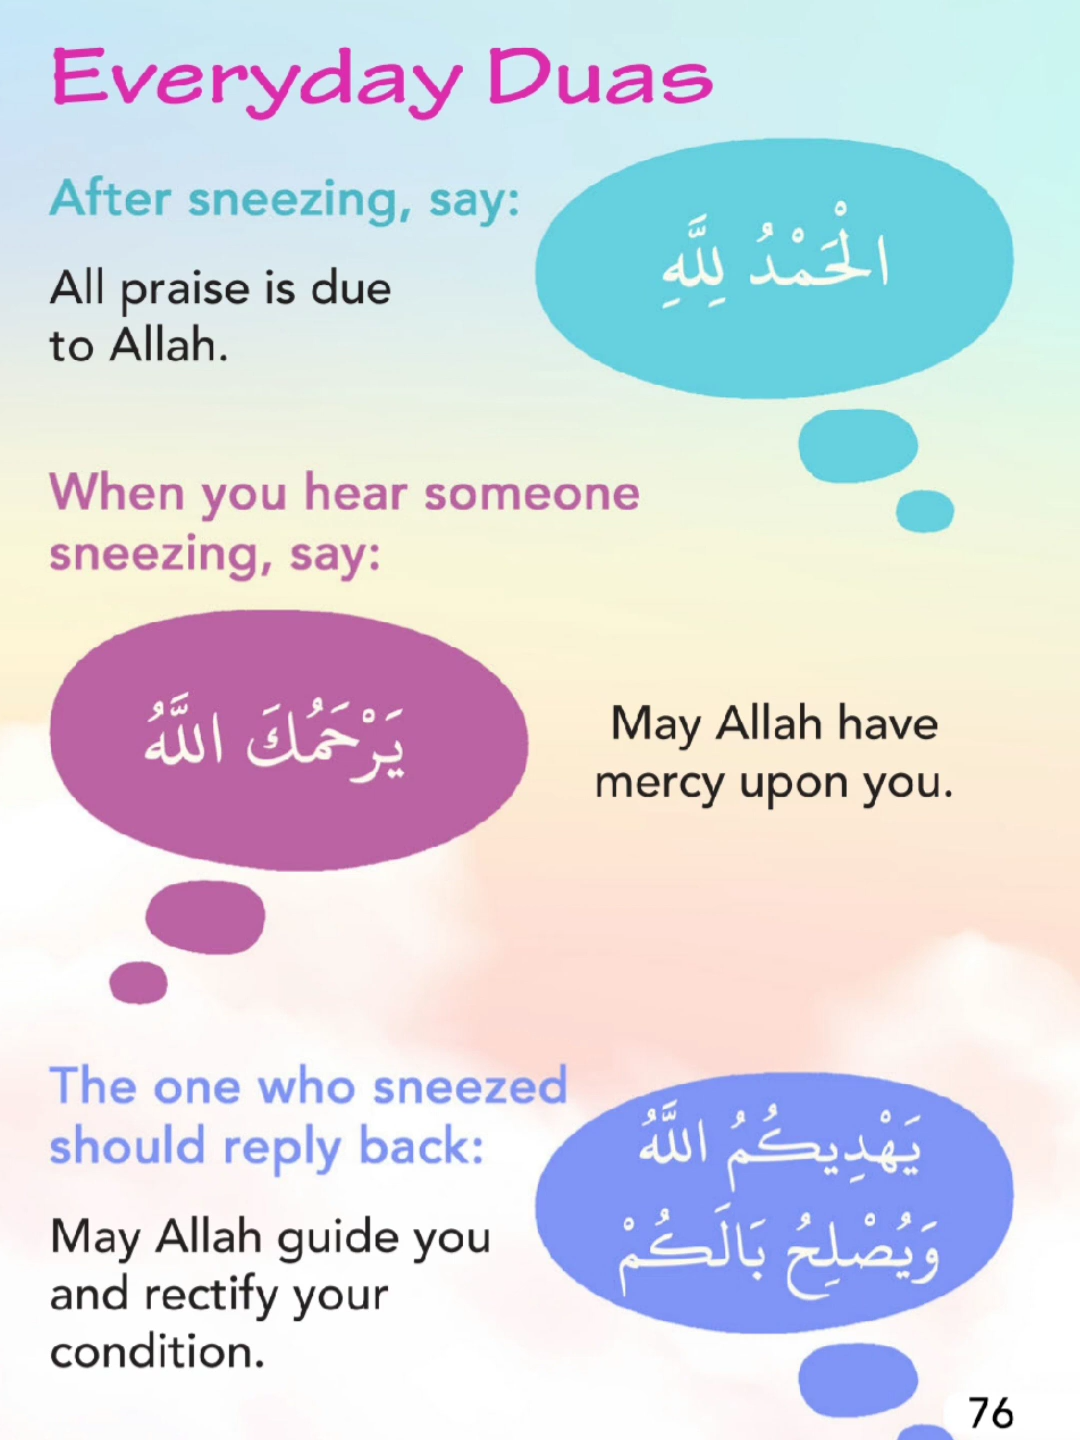 Everyday Duas
After sneezing, say:
الْحَمْدُ لِلَّهِ
All praise is due
to Allah.
When you hear someone
sneezing, say:
يَرْحَمُكَ اللَّهُ
May Allah have
mercy upon you.
The one who sneezed
should reply back:
يَهْدِيكُمُ اللَّهُ
وَيُصْلِحُ بَالَكُمْ
May Allah guide you
and rectify your
condition.
76